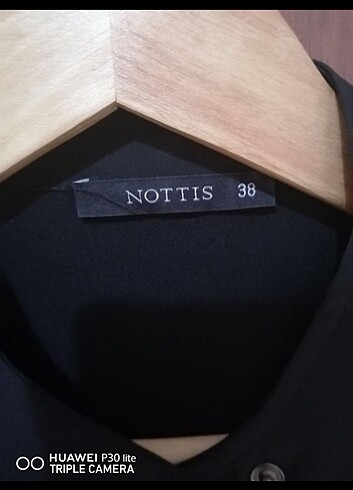 NOTTIS 38
HUAWEI P30 lite
TRIPLE CAMERA